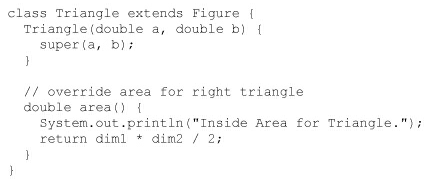 class Triangle extends Figure {
  Triangle(double a, double b) {
    super(a, b);
  }

  // override area for right triangle
  double area() {
    System.out.println("Inside Area for Triangle.");
    return dim1 * dim2 / 2;
  }
}